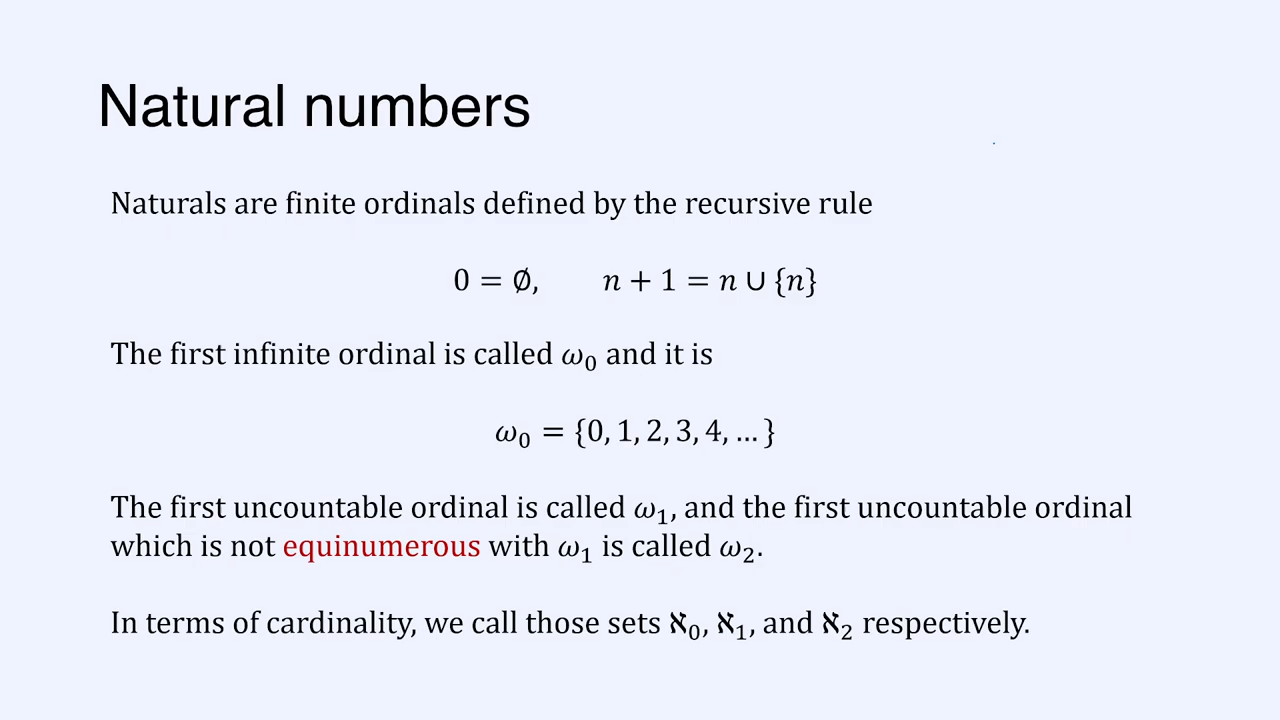 Natural numbers
Naturals are finite ordinals defined by the recursive rule
0 = ∅, n + 1 = n ∪ {n}
The first infinite ordinal is called ω₀ and it is
ω₀ = {0, 1, 2, 3, 4, … }
The first uncountable ordinal is called ω₁, and the first uncountable ordinal
which is not equinumerous with ω₁ is called ω₂.
In terms of cardinality, we call those sets ℵ₀, ℵ₁, and ℵ₂ respectively.